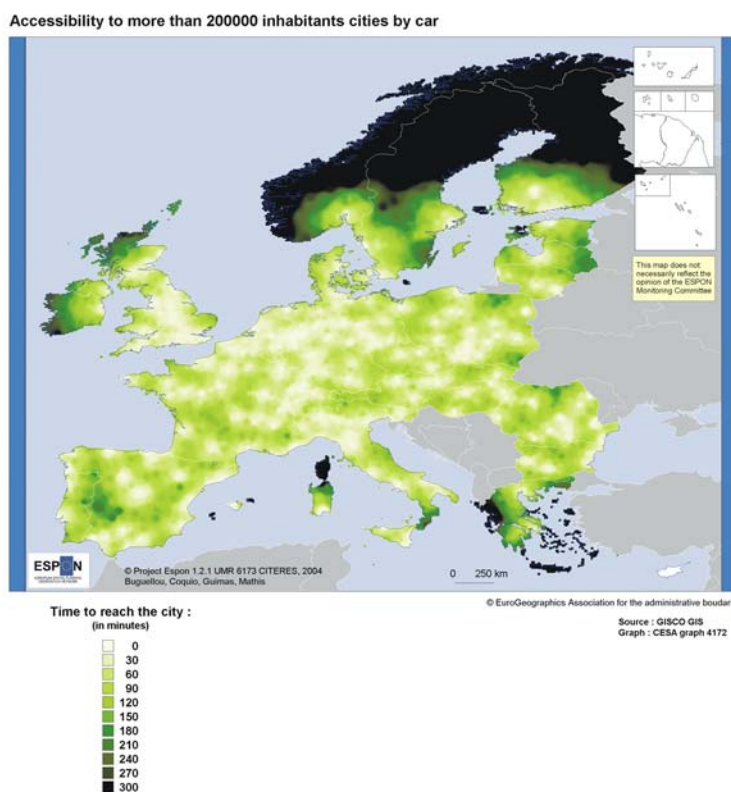 Accessibility to more than 200000 inhabitants cities by car
This map does not
necessarily reflect the
opinion of the ESPON
Monitoring Committee
ESPON
© Project Espon 1.2.1 UMR 6173 CITERES, 2004
Buguellou, Coquio, Guimas, Mathis
0 250 km
© EuroGeographics Association for the administrative boudar
Source : GISCO GIS
Graph : CESA graph 4172
Time to reach the city :
(in minutes)
0
30
60
90
120
150
180
210
240
270
300